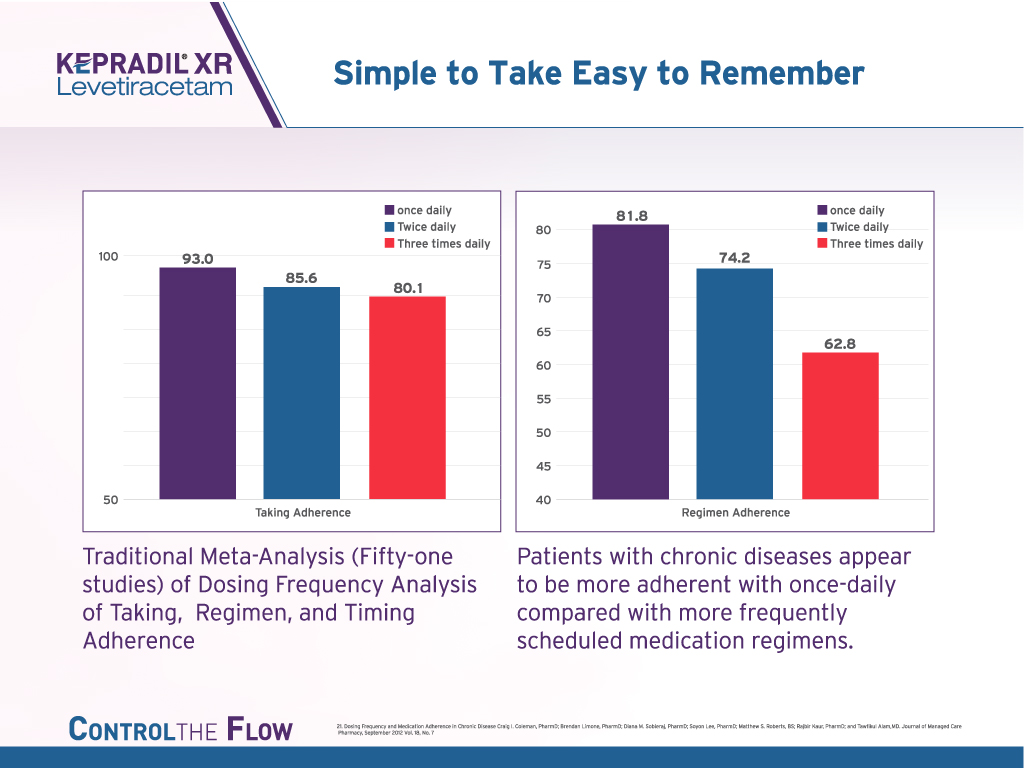 KEPRADIL® XR
Levetiracetam
Simple to Take Easy to Remember
once daily
Twice daily
Three times daily
100
93.0
85.6
80.1
50
Taking Adherence
once daily
Twice daily
Three times daily
81.8
80
75
74.2
70
65
62.8
60
55
50
45
40
Regimen Adherence
Traditional Meta-Analysis (Fifty-one
studies) of Dosing Frequency Analysis
of Taking, Regimen, and Timing
Adherence
Patients with chronic diseases appear
to be more adherent with once-daily
compared with more frequently
scheduled medication regimens.
CONTROL THE FLOW
21. Dosing Frequency and Medication Adherence in Chronic Disease Craig I. Coleman, PharmD; Brendan Limone, PharmD; Diana M. Sobieraj, PharmD; Soyon Lee, PharmD; Matthew S. Roberts, BS; Rajbir Kaur, PharmD; and Tawfikul Alam,MD. Journal of Managed Care
Pharmacy, September 2012 Vol. 18, No. 7